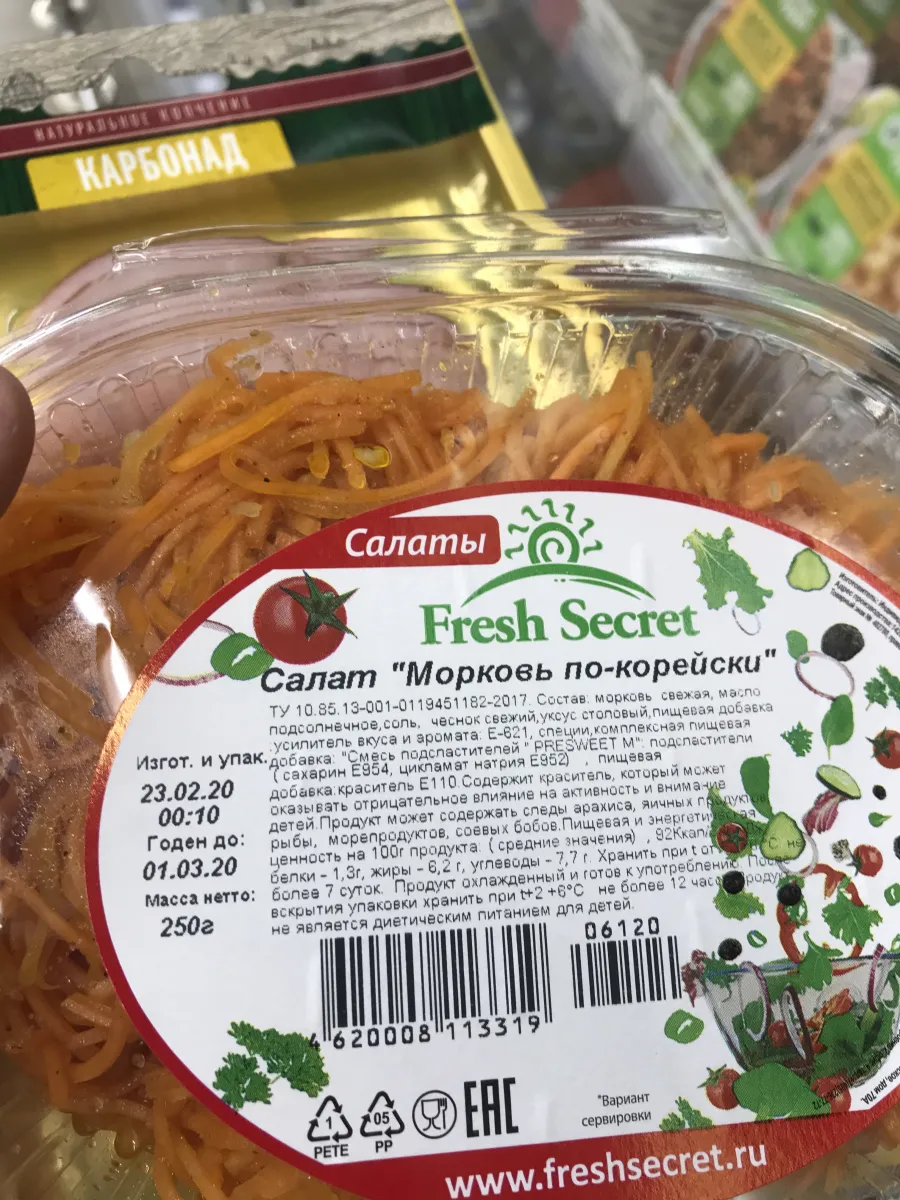 НАТУРАЛЬНОЕ КОПЧЕНИЕ
КАРБОНАД
Салаты
Fresh Secret
Салат "Морковь по-корейски"
ТУ 10.85.13-001-0119451182-2017. Состав: морковь свежая, масло
подсолнечное,соль, чеснок свежий,уксус столовый,пищевая добавка
:усилитель вкуса и аромата: Е-621, специи,комплексная пищевая
добавка: "Смесь подсластителей " PRESWEET M": подсластители
( сахарин Е954, цикламат натрия Е952) , пищевая
добавка:краситель Е110.Содержит краситель, который может
оказывать отрицательное влияние на активность и внимание
детей.Продукт может содержать следы арахиса, яичных продуктов,
рыбы, морепродуктов, соевых бобов.Пищевая и энергетическая
ценность на 100г продукта: ( средние значения) , 92Ккал/
белки - 1,3г, жиры - 6,2 г, углеводы - 7,7 г. Хранить при t от
более 7 суток. Продукт охлажденный и готов к употреблению. После
вскрытия упаковки хранить при t+2 +6°С не более 12 часов.Продукт
не является диетическим питанием для детей.
Изгот. и упак.
23.02.20
00:10
Годен до:
01.03.20
Масса нетто:
250г
06120
4 620008 113319
1
PETE
05
PP
EAC
*Вариант
сервировки
www.freshsecret.ru